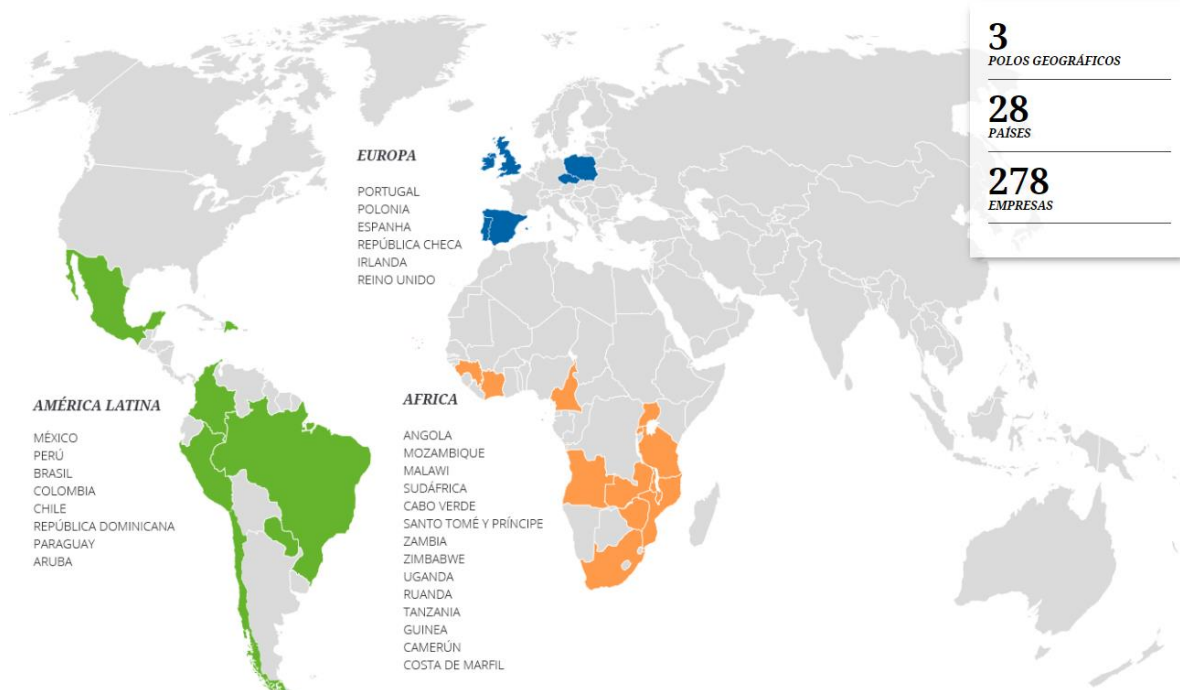 3
POLOS GEOGRÁFICOS
28
PAÍSES
278
EMPRESAS
EUROPA
PORTUGAL
POLONIA
ESPANHA
REPÚBLICA CHECA
IRLANDA
REINO UNIDO
AMÉRICA LATINA
MÉXICO
PERÚ
BRASIL
COLOMBIA
CHILE
REPÚBLICA DOMINICANA
PARAGUAY
ARUBA
AFRICA
ANGOLA
MOZAMBIQUE
MALAWI
SUDÁFRICA
CABO VERDE
SANTO TOMÉ Y PRÍNCIPE
ZAMBIA
ZIMBABWE
UGANDA
RUANDA
TANZANIA
GUINEA
CAMERÚN
COSTA DE MARFIL